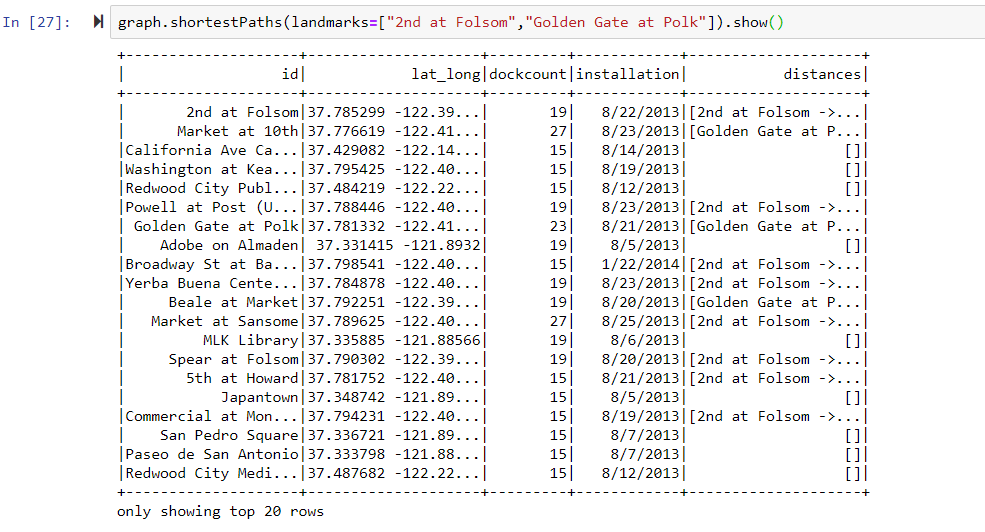 In [27]: graph.shortestPaths(landmarks=["2nd at Folsom","Golden Gate at Polk"]).show()
+--------------------+--------------------+---------+------------+--------------------+
|                  id|            lat_long|dockcount|installation|           distances|
+--------------------+--------------------+---------+------------+--------------------+
|       2nd at Folsom|37.785299 -122.39...|       19|   8/22/2013|[2nd at Folsom ->...|
|      Market at 10th|37.776619 -122.41...|       27|   8/23/2013|[Golden Gate at P...|
|California Ave Ca...|37.429082 -122.14...|       15|   8/14/2013|                  []|
|Washington at Kea...|37.795425 -122.40...|       15|   8/19/2013|                  []|
|Redwood City Publ...|37.484219 -122.22...|       15|   8/12/2013|                  []|
|Powell at Post (U...|37.788446 -122.40...|       19|   8/23/2013|[2nd at Folsom ->...|
| Golden Gate at Polk|37.781332 -122.41...|       23|   8/21/2013|[Golden Gate at P...|
|    Adobe on Almaden| 37.331415 -121.8932|       19|    8/5/2013|                  []|
|Broadway St at Ba...|37.798541 -122.40...|       15|   1/22/2014|[2nd at Folsom ->...|
|Yerba Buena Cente...|37.784878 -122.40...|       19|   8/23/2013|[2nd at Folsom ->...|
|     Beale at Market|37.792251 -122.39...|       19|   8/20/2013|[Golden Gate at P...|
|   Market at Sansome|37.789625 -122.40...|       27|   8/25/2013|[2nd at Folsom ->...|
|         MLK Library|37.335885 -121.88566|       19|    8/6/2013|                  []|
|     Spear at Folsom|37.790302 -122.39...|       19|   8/20/2013|[2nd at Folsom ->...|
|       5th at Howard|37.781752 -122.40...|       15|   8/21/2013|[2nd at Folsom ->...|
|           Japantown|37.348742 -121.89...|       15|    8/5/2013|                  []|
|Commercial at Mon...|37.794231 -122.40...|       15|   8/19/2013|[2nd at Folsom ->...|
|    San Pedro Square|37.336721 -121.89...|       15|    8/7/2013|                  []|
|Paseo de San Antonio|37.333798 -121.88...|       15|    8/7/2013|                  []|
|Redwood City Medi...|37.487682 -122.22...|       15|   8/12/2013|                  []|
+--------------------+--------------------+---------+------------+--------------------+
only showing top 20 rows